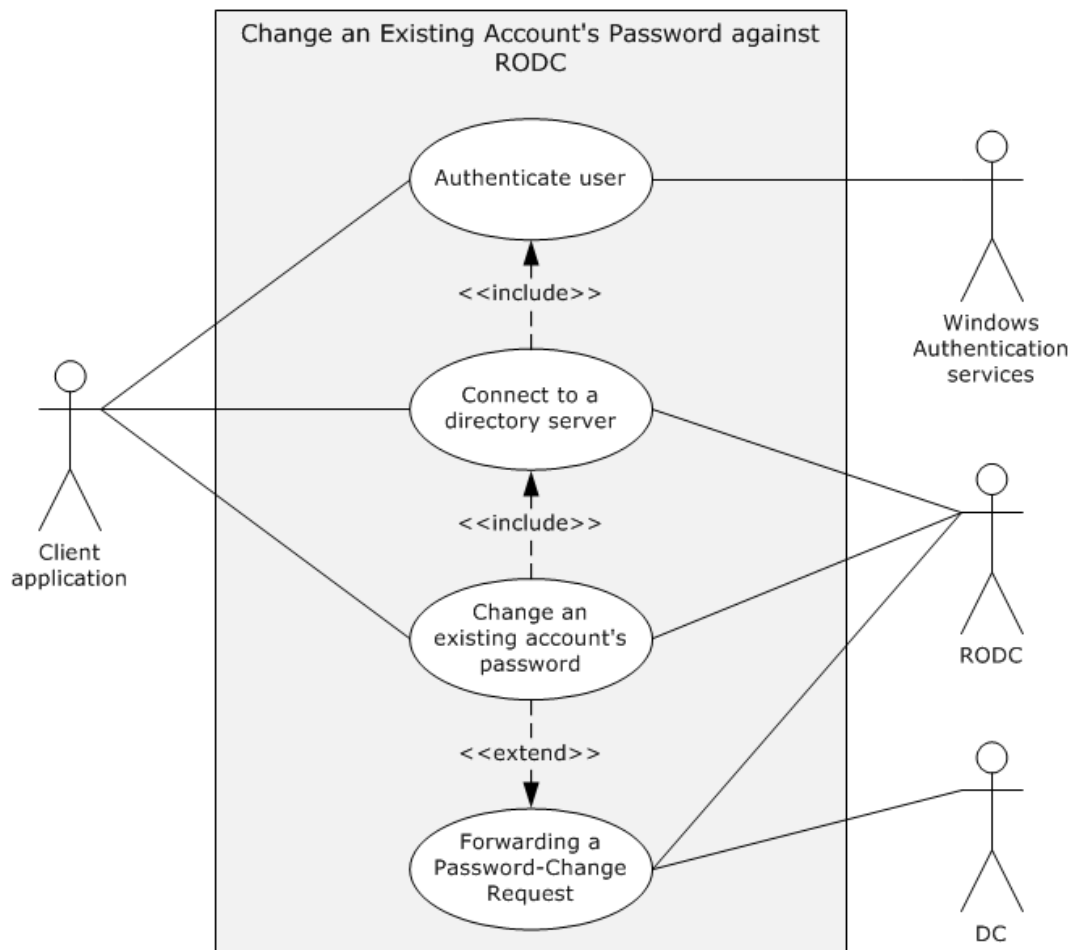 Change an Existing Account's Password against
RODC
Authenticate user
<<include>>
Windows
Authentication
services
Connect to a
directory server
<<include>>
Client
application
Change an
existing account's
password
RODC
<<extend>>
Forwarding a
Password-Change
Request
DC